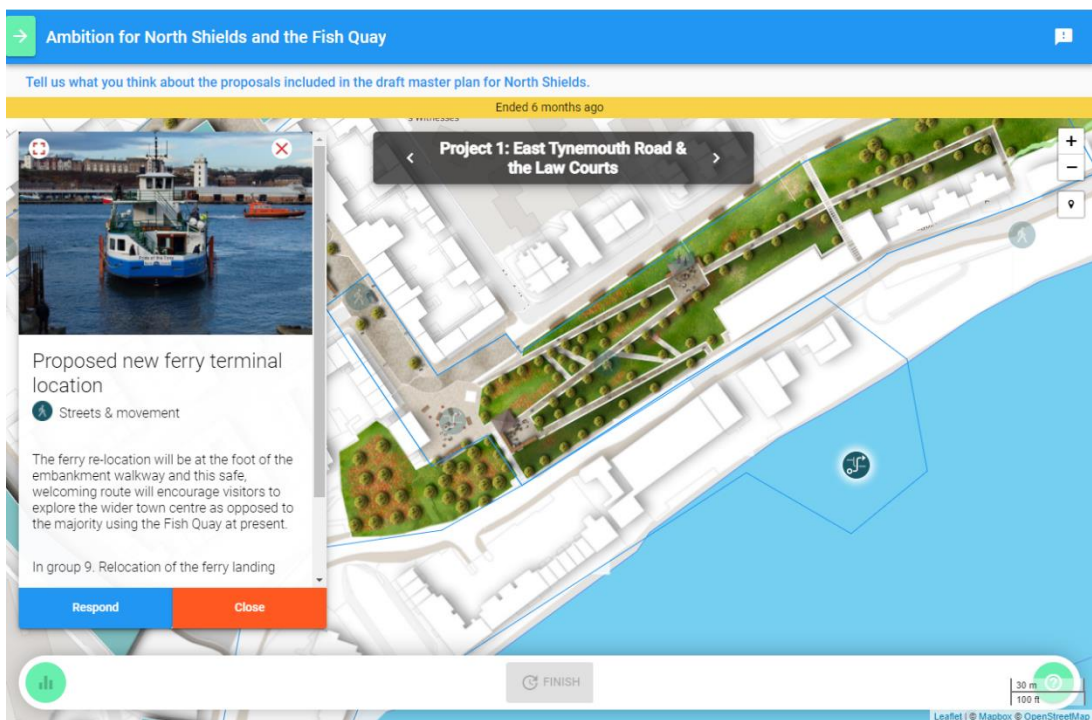 Ambition for North Shields and the Fish Quay
Tell us what you think about the proposals included in the draft master plan for North Shields.
Ended 6 months ago
s Witnesses
Project 1: East Tynemouth Road &
the Law Courts
+
−
Pride of the Tyne
Proposed new ferry terminal
location
Streets & movement
The ferry re-location will be at the foot of the
embankment walkway and this safe,
welcoming route will encourage visitors to
explore the wider town centre as opposed to
the majority using the Fish Quay at present.
In group 9. Relocation of the ferry landing
Respond
Close
FINISH
30 m
100 ft
Leaflet | © Mapbox © OpenStreetMap